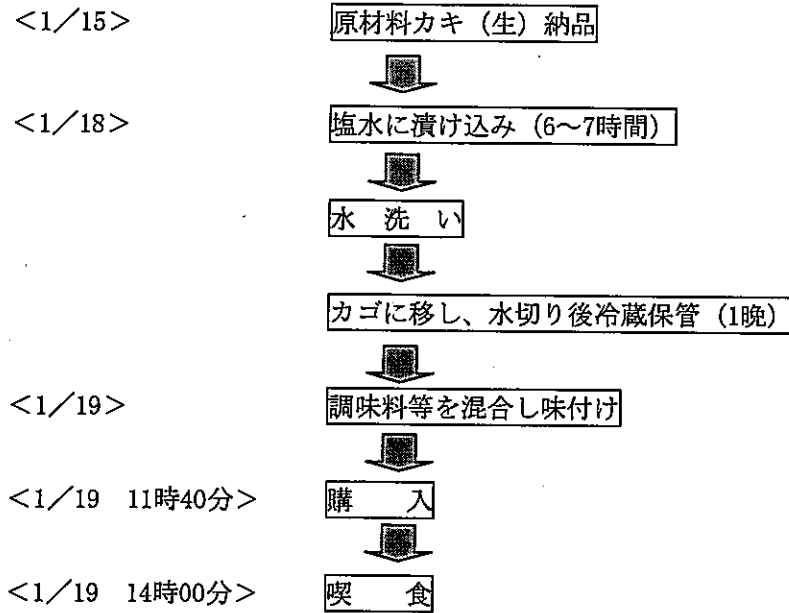 ＜1／15＞ 原材料カキ（生）納品
＜1／18＞ 塩水に漬け込み（6～7時間）
水 洗 い
カゴに移し、水切り後冷蔵保管（1晩）
＜1／19＞ 調味料等を混合し味付け
＜1／19 11時40分＞ 購 入
＜1／19 14時00分＞ 喫 食